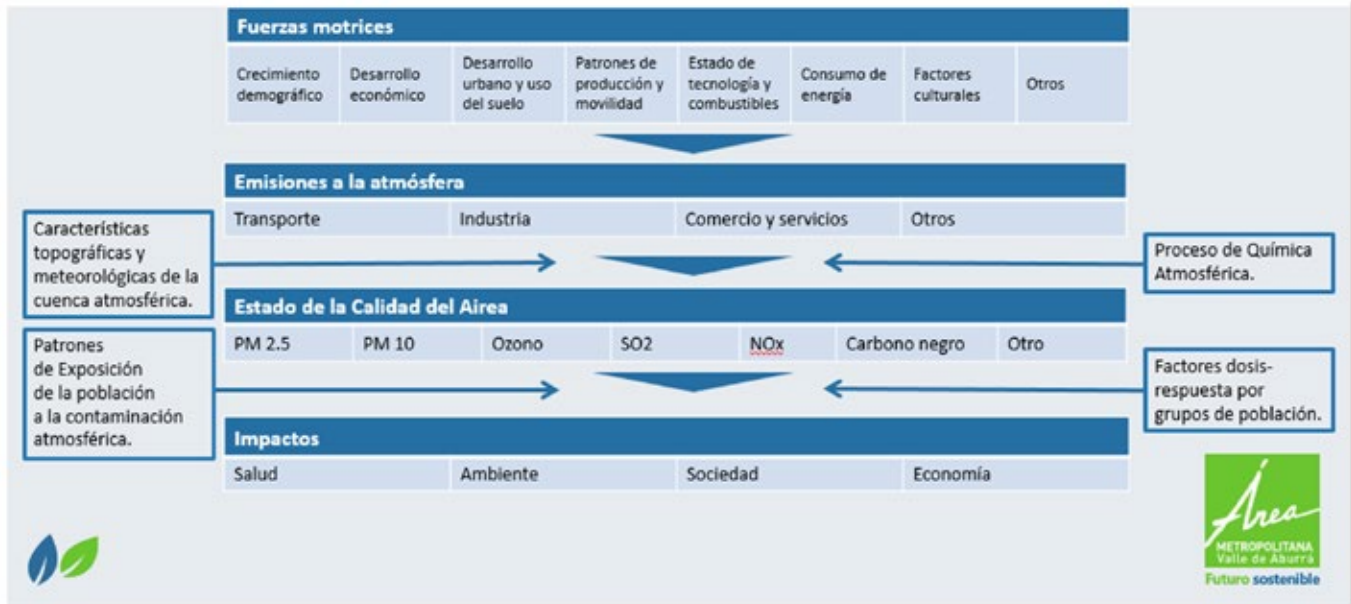 Fuerzas motrices
Crecimiento
demográfico
Desarrollo
económico
Desarrollo
urbano y uso
del suelo
Patrones de
producción y
movilidad
Estado de
tecnología y
combustibles
Consumo de
energía
Factores
culturales
Otros
Emisiones a la atmósfera
Transporte
Industria
Comercio y servicios
Otros
Características
topográficas y
meteorológicas de la
cuenca atmosférica.
Proceso de Química
Atmosférica.
Estado de la Calidad del Airea
PM 2.5
PM 10
Ozono
SO2
NOx
Carbono negro
Otro
Patrones
de Exposición
de la población
a la contaminación
atmosférica.
Factores dosis-
respuesta por
grupos de población.
Impactos
Salud
Ambiente
Sociedad
Economía
Área
METROPOLITANA
Valle de Aburrá
Futuro sostenible